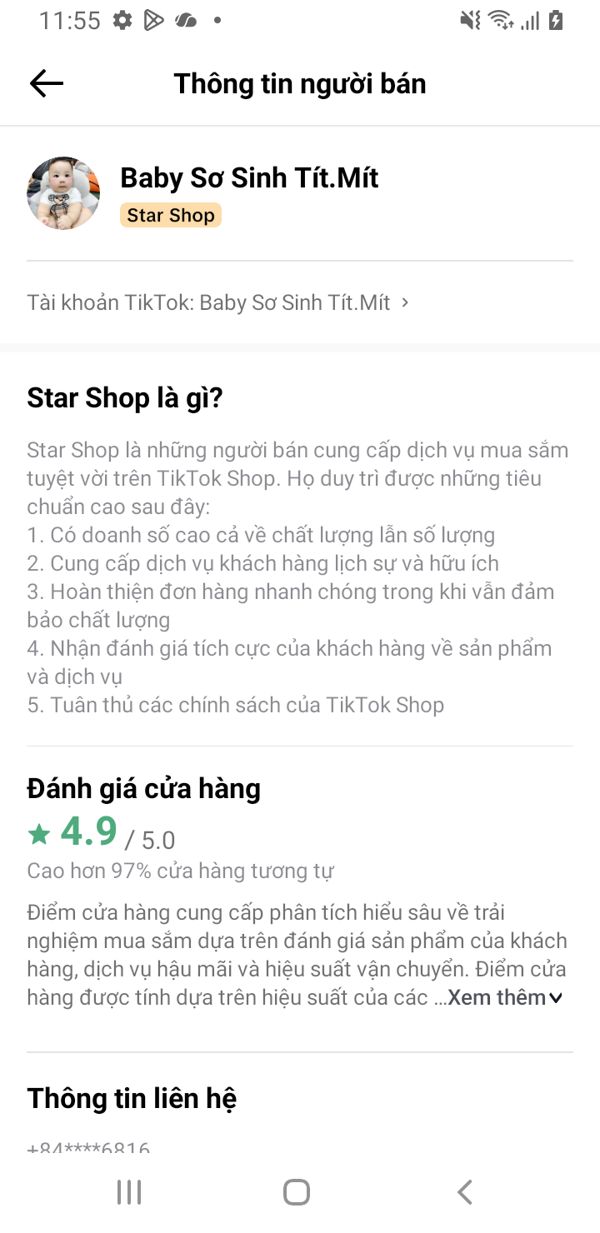 11:55
Thông tin người bán
Baby Sơ Sinh Tít.Mít
Star Shop
Tài khoản TikTok: Baby Sơ Sinh Tít.Mít
Star Shop là gì?
Star Shop là những người bán cung cấp dịch vụ mua sắm
tuyệt vời trên TikTok Shop. Họ duy trì được những tiêu
chuẩn cao sau đây:
1. Có doanh số cao cả về chất lượng lẫn số lượng
2. Cung cấp dịch vụ khách hàng lịch sự và hữu ích
3. Hoàn thiện đơn hàng nhanh chóng trong khi vẫn đảm
bảo chất lượng
4. Nhận đánh giá tích cực của khách hàng về sản phẩm
và dịch vụ
5. Tuân thủ các chính sách của TikTok Shop
Đánh giá cửa hàng
4.9 / 5.0
Cao hơn 97% cửa hàng tương tự
Điểm cửa hàng cung cấp phân tích hiểu sâu về trải
nghiệm mua sắm dựa trên đánh giá sản phẩm của khách
hàng, dịch vụ hậu mãi và hiệu suất vận chuyển. Điểm cửa
hàng được tính dựa trên hiệu suất của các ...Xem thêm
Thông tin liên hệ
+84****6816